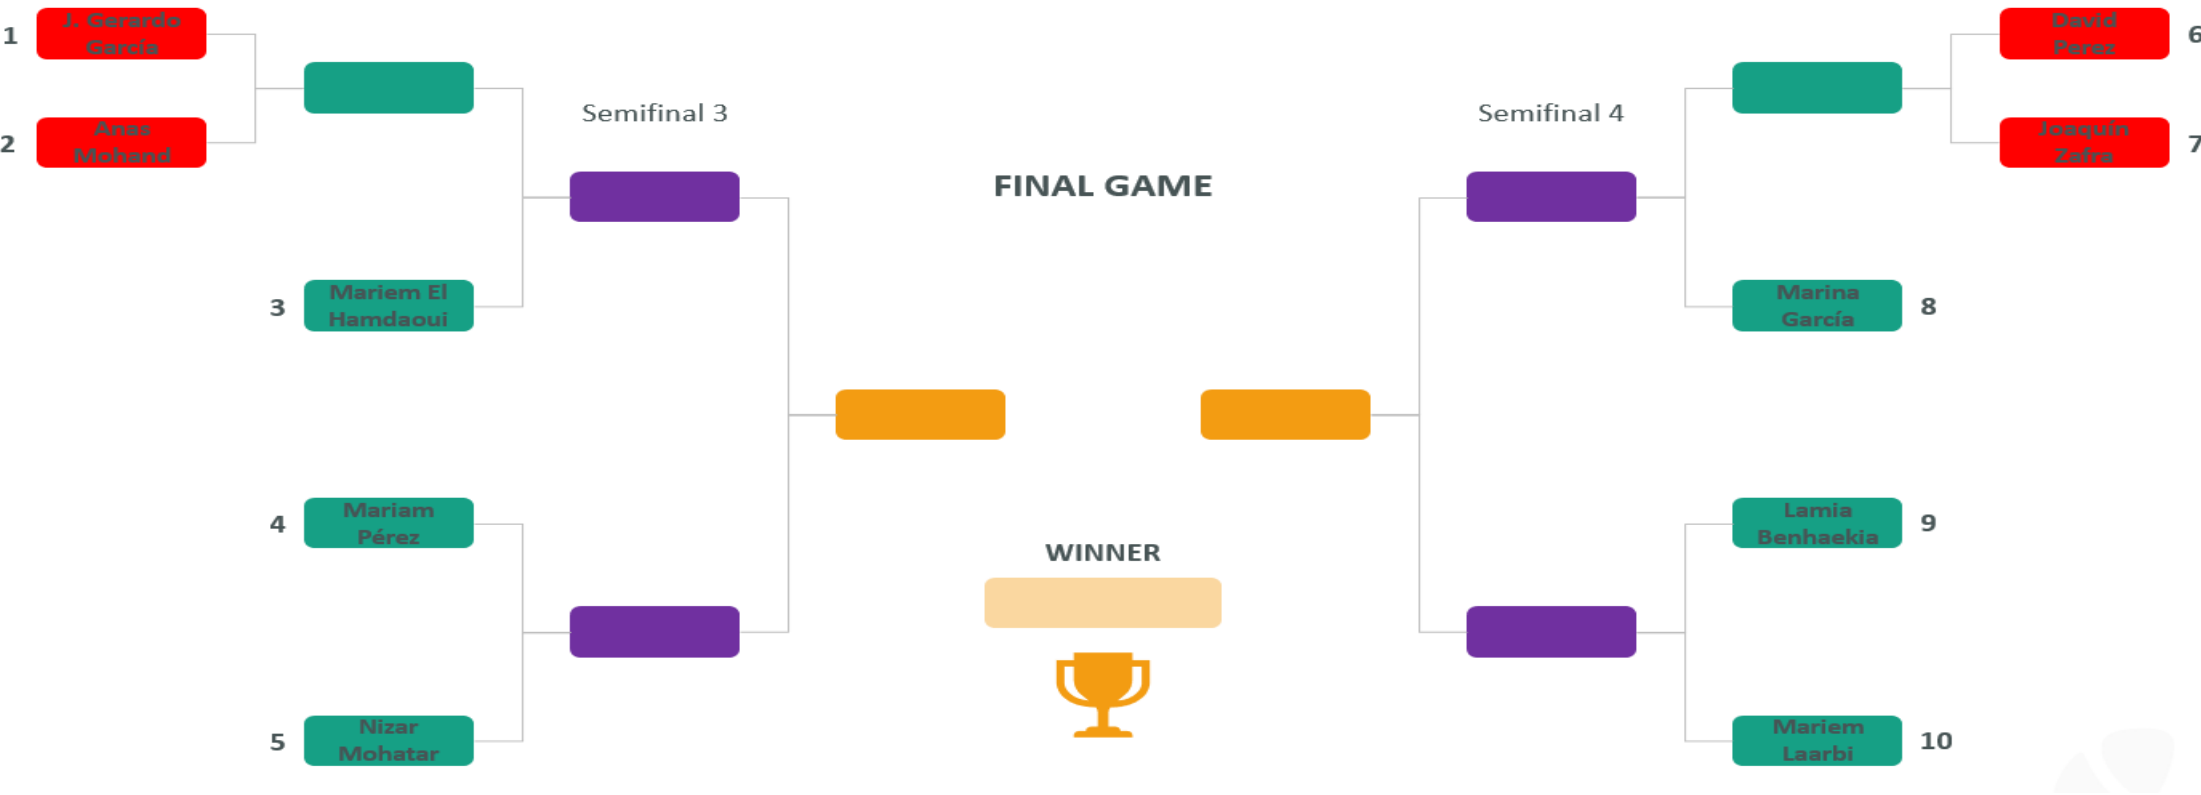 1
J. Gerardo
García
2
Anas
Mohand
Semifinal 3
3
Mariem El
Hamdaoui
4
Mariam
Pérez
5
Nizar
Mohatar
FINAL GAME
WINNER
Semifinal 4
David
Perez
6
Joaquín
Zafra
7
Marina
García
8
Lamia
Benhaekia
9
Mariem
Laarbi
10